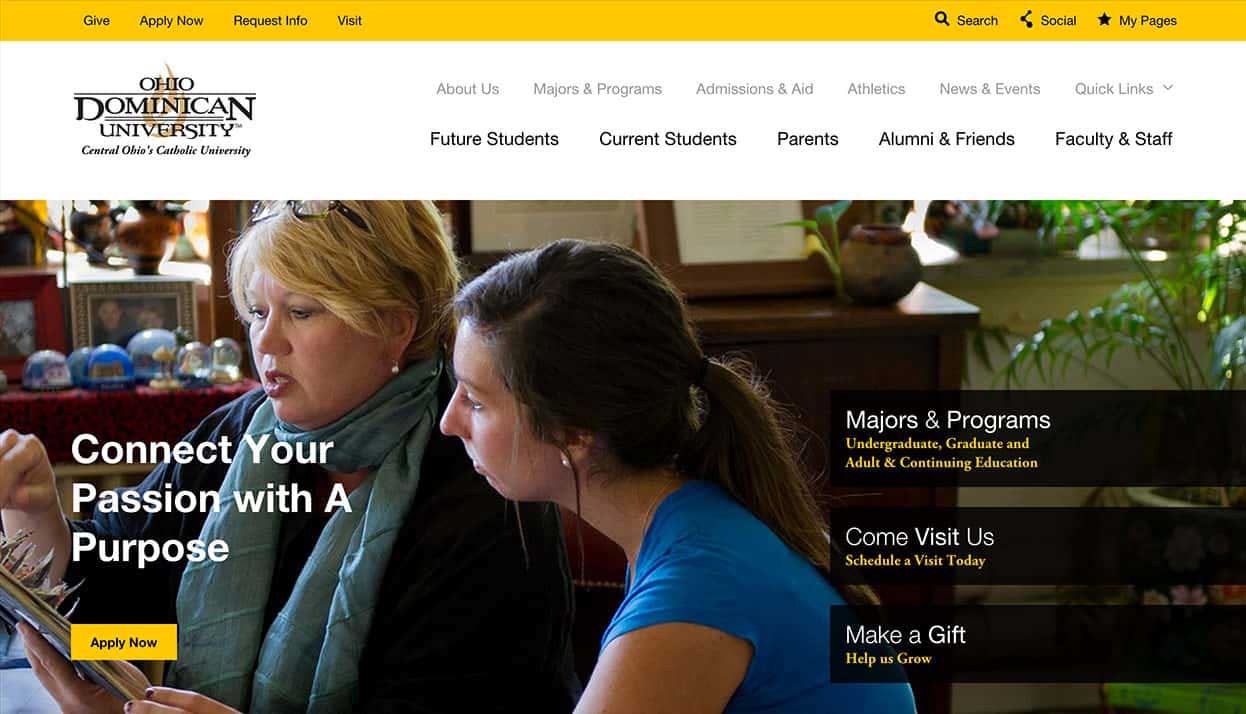 Give Apply Now Request Info Visit Search Social My Pages
OHIO
DOMINICAN
UNIVERSITY™
Central Ohio's Catholic University
About Us Majors & Programs Admissions & Aid Athletics News & Events Quick Links
Future Students Current Students Parents Alumni & Friends Faculty & Staff
Connect Your
Passion with A
Purpose
Apply Now
Majors & Programs
Undergraduate, Graduate and
Adult & Continuing Education
Come Visit Us
Schedule a Visit Today
Make a Gift
Help us Grow